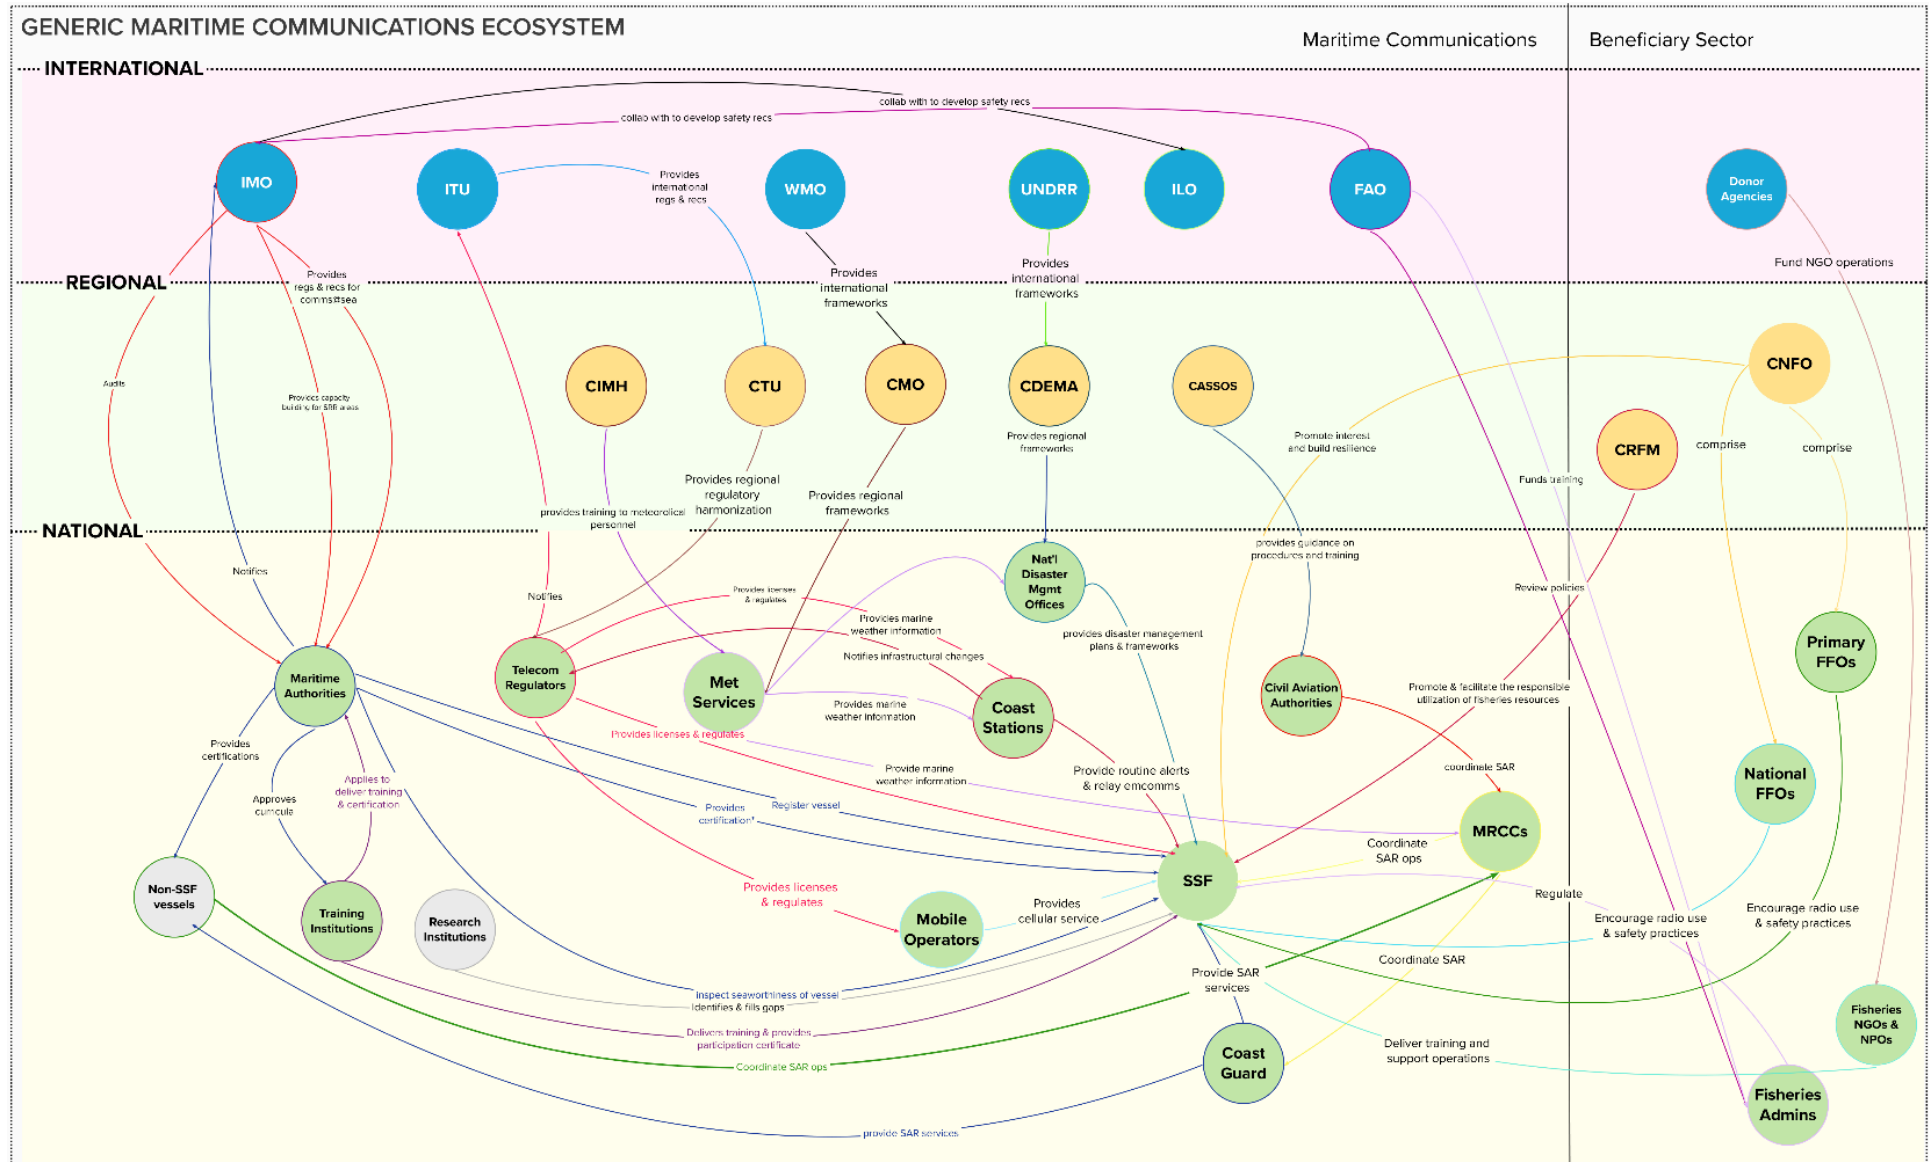 GENERIC MARITIME COMMUNICATIONS ECOSYSTEM
Maritime Communications
Beneficiary Sector
INTERNATIONAL
collab with to develop safety recs
collab with to develop safety recs
IMO
ITU
Provides
international
regs & recs
WMO
UNDRR
ILO
FAO
Donor
Agencies
Fund NGO operations
REGIONAL
Provides
regs & recs for
comms@sea
Provides
international
frameworks
Provides
international
frameworks
Audits
Provides capacity
building for SRR areas
CIMH
CTU
CMO
CDEMA
CASSOS
CNFO
CRFM
Provides regional
frameworks
Promote interest
and build resilience
comprise
comprise
Provides regional
regulatory
harmonization
Provides regional
frameworks
Funds training
provides training to meteorolical
personnel
NATIONAL
provides guidance on
procedures and training
Notifies
Nat'l
Disaster
Mgmt
Offices
Notifies
Provides licenses
& regulates
Review policies
Provides marine
weather information
provides disaster management
plans & frameworks
Notifies infrastructural changes
Primary
FFOs
Maritime
Authorities
Telecom
Regulators
Met
Services
Civil Aviation
Authorities
Promote & facilitate the responsible
utilization of fisheries resources
Provides marine
weather information
Coast
Stations
Provides licenses & regulates
Provides
certifications
Applies to
deliver training
& certification
Approves
curricula
Provide marine
weather information
Provide routine alerts
& relay emcomms
coordinate SAR
National
FFOs
Register vessel
Provides
certification*
MRCCs
Coordinate
SAR ops
SSF
Non-SSF
vessels
Training
Institutions
Research
Institutions
Provides licenses
& regulates
Mobile
Operators
Provides
cellular service
Regulate
Encourage radio use
& safety practices
Encourage radio use
& safety practices
Coordinate SAR
Provide SAR
services
Inspect seaworthiness of vessel
Identifies & fills gaps
Delivers training & provides
participation certificate
Coordinate SAR ops
Coast
Guard
Deliver training and
support operations
Fisheries
NGOs &
NPOs
Fisheries
Admins
provide SAR services